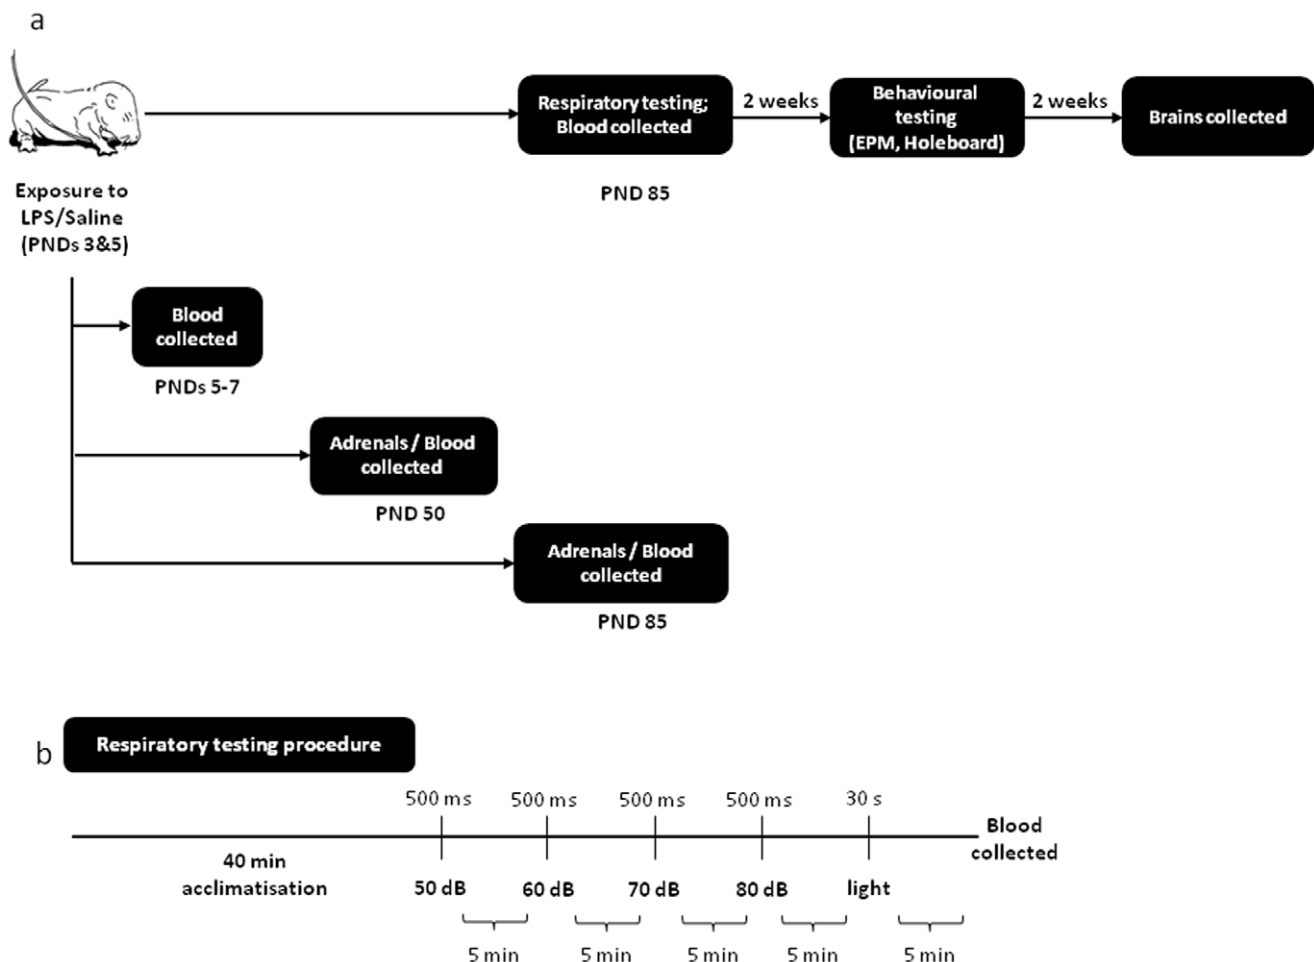 a
Respiratory testing;
Blood collected
2 weeks
Behavioural
testing
(EPM, Holeboard)
2 weeks
Brains collected
PND 85
Exposure to
LPS/Saline
(PNDs 3&5)
Blood
collected
PNDs 5-7
Adrenals / Blood
collected
PND 50
Adrenals / Blood
collected
PND 85
b
Respiratory testing procedure
500 ms 500 ms 500 ms 500 ms 30 s
Blood
collected
40 min
acclimatisation
50 dB 60 dB 70 dB 80 dB light
5 min 5 min 5 min 5 min 5 min